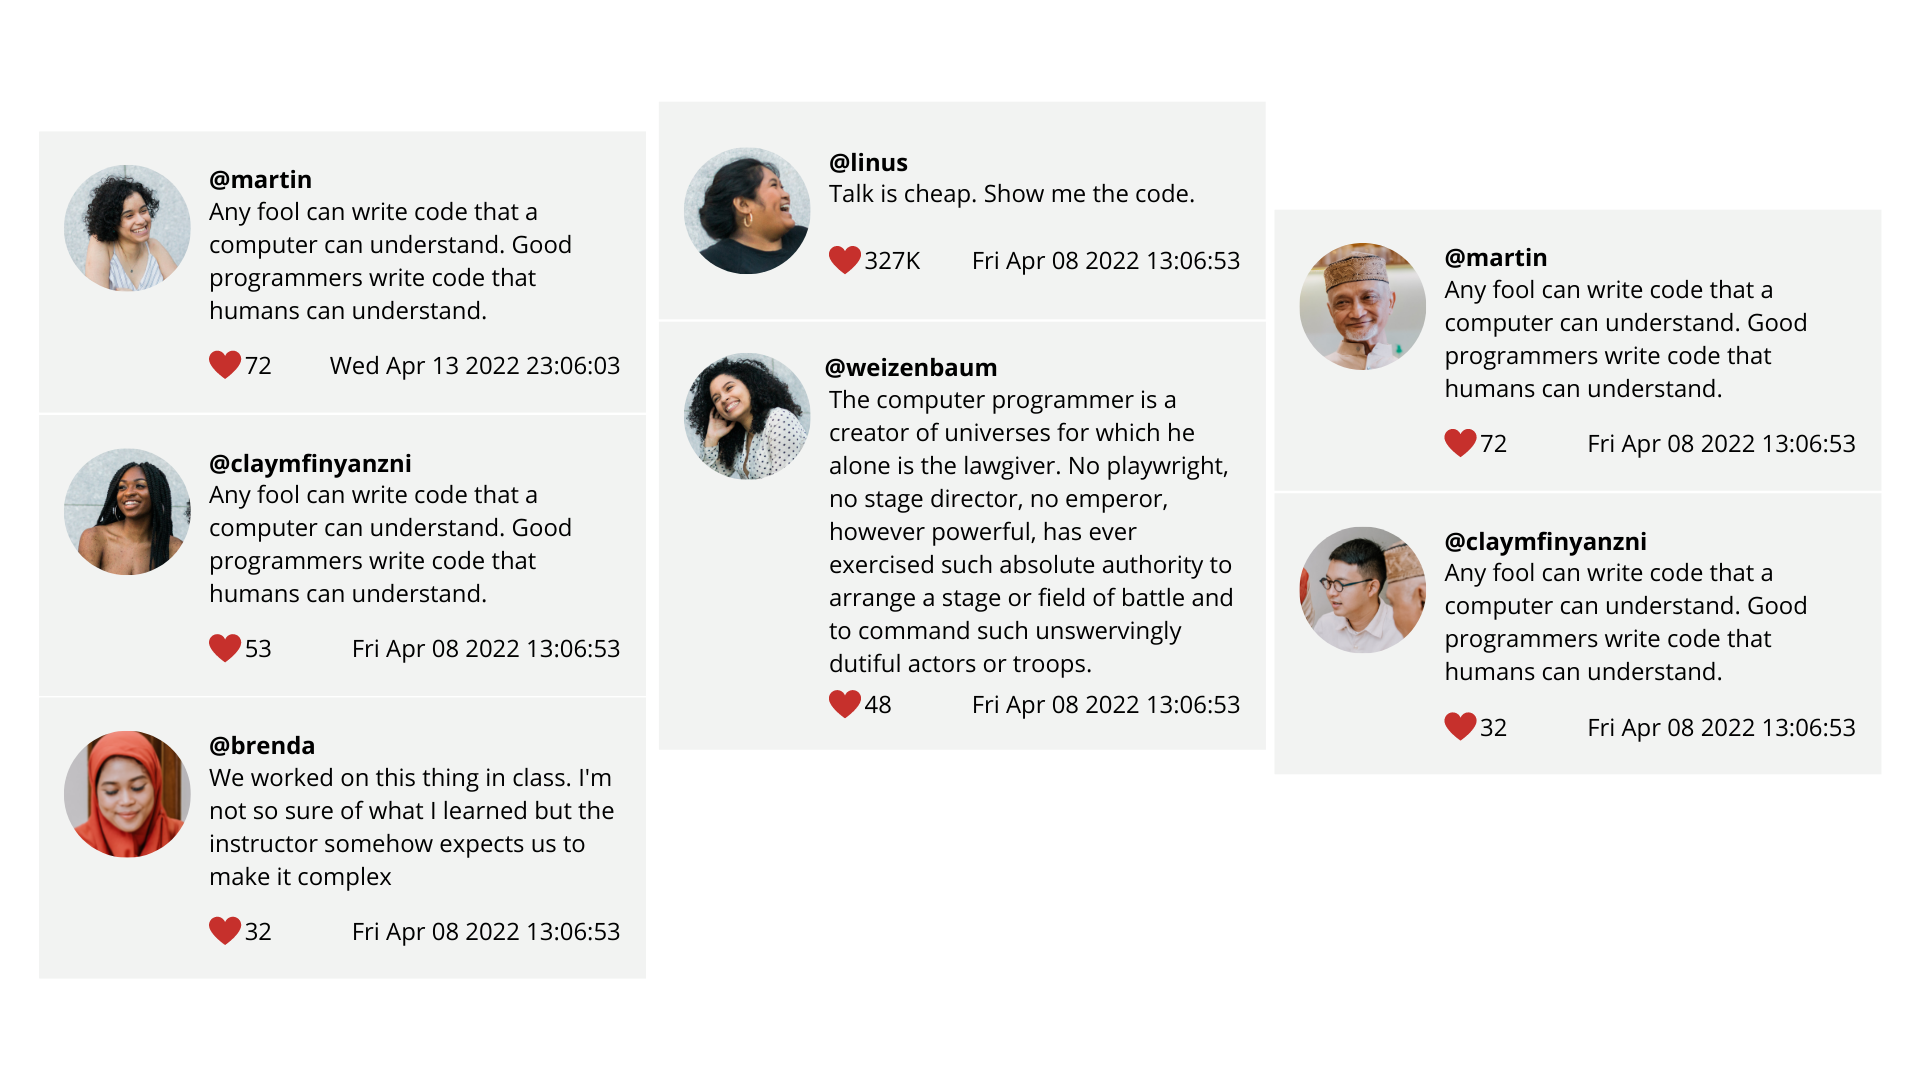 @martin
Any fool can write code that a
computer can understand. Good
programmers write code that
humans can understand.
72 Wed Apr 13 2022 23:06:03
@claymfinyanzni
Any fool can write code that a
computer can understand. Good
programmers write code that
humans can understand.
53 Fri Apr 08 2022 13:06:53
@brenda
We worked on this thing in class. I'm
not so sure of what I learned but the
instructor somehow expects us to
make it complex
32 Fri Apr 08 2022 13:06:53
@linus
Talk is cheap. Show me the code.
327K Fri Apr 08 2022 13:06:53
@weizenbaum
The computer programmer is a
creator of universes for which he
alone is the lawgiver. No playwright,
no stage director, no emperor,
however powerful, has ever
exercised such absolute authority to
arrange a stage or field of battle and
to command such unswervingly
dutiful actors or troops.
48 Fri Apr 08 2022 13:06:53
@martin
Any fool can write code that a
computer can understand. Good
programmers write code that
humans can understand.
72 Fri Apr 08 2022 13:06:53
@claymfinyanzni
Any fool can write code that a
computer can understand. Good
programmers write code that
humans can understand.
32 Fri Apr 08 2022 13:06:53